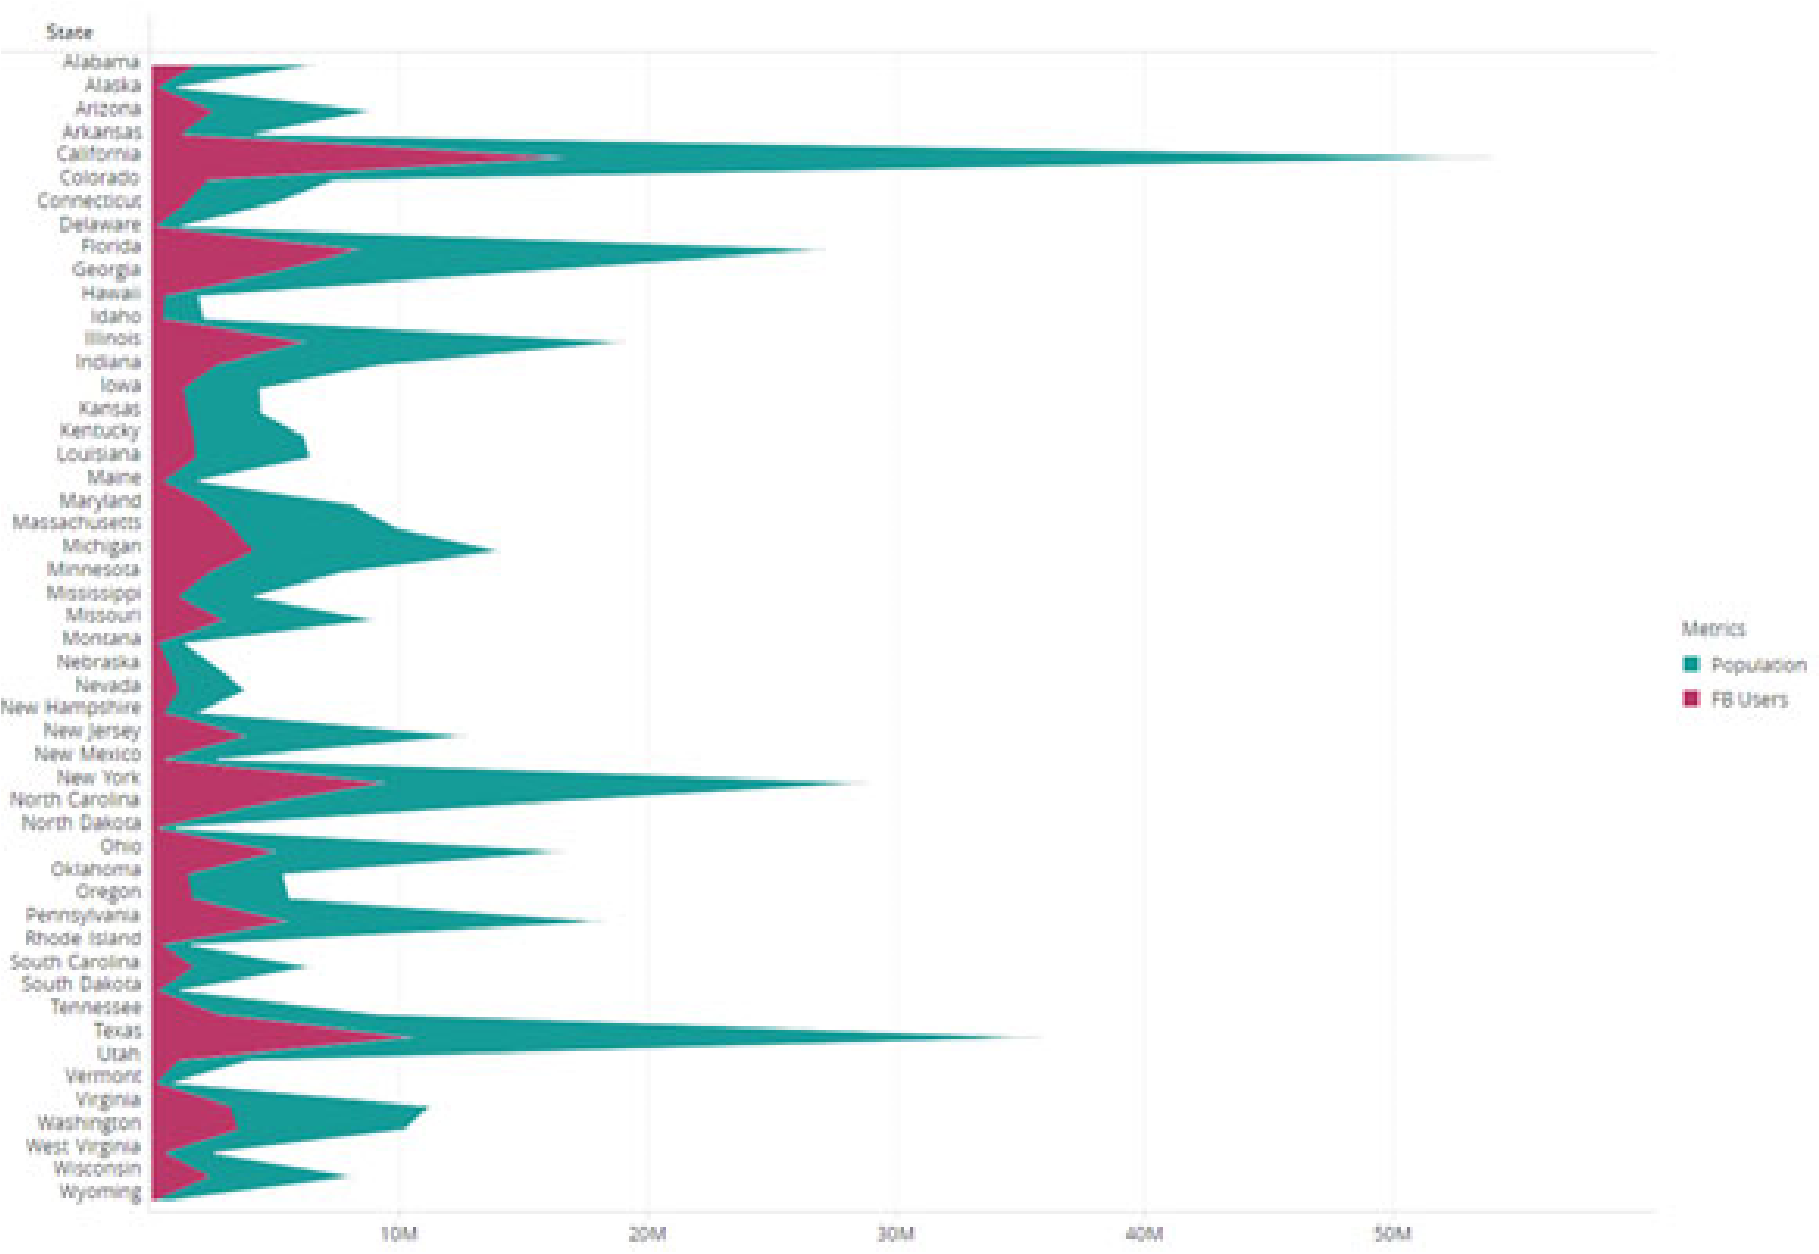 State
Alabama
Alaska
Arizona
Arkansas
California
Colorado
Connecticut
Delaware
Florida
Georgia
Hawaii
Idaho
Illinois
Indiana
Iowa
Kansas
Kentucky
Louisiana
Maine
Maryland
Massachusetts
Michigan
Minnesota
Mississippi
Missouri
Montana
Nebraska
Nevada
New Hampshire
New Jersey
New Mexico
New York
North Carolina
North Dakota
Ohio
Oklahoma
Oregon
Pennsylvania
Rhode Island
South Carolina
South Dakota
Tennessee
Texas
Utah
Vermont
Virginia
Washington
West Virginia
Wisconsin
Wyoming
10M 20M 30M 40M 50M
Metrics
Population
FB Users